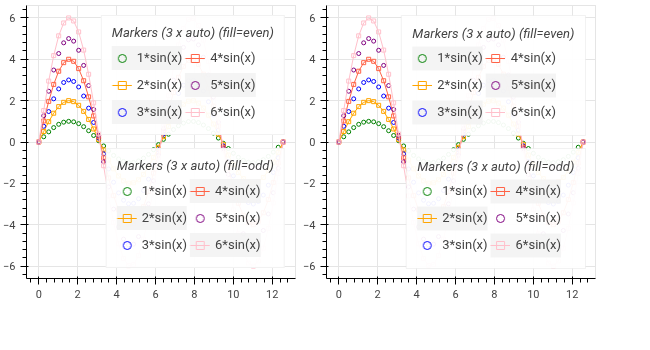 Markers (3 x auto) (fill=even)
1*sin(x) 4*sin(x)
2*sin(x) 5*sin(x)
3*sin(x) 6*sin(x)
Markers (3 x auto) (fill=odd)
1*sin(x) 4*sin(x)
2*sin(x) 5*sin(x)
3*sin(x) 6*sin(x)
6
4
2
0
−2
−4
−6
0 2 4 6 8 10 12
Markers (3 x auto) (fill=even)
1*sin(x) 4*sin(x)
2*sin(x) 5*sin(x)
3*sin(x) 6*sin(x)
Markers (3 x auto) (fill=odd)
1*sin(x) 4*sin(x)
2*sin(x) 5*sin(x)
3*sin(x) 6*sin(x)
6
4
2
0
−2
−4
−6
0 2 4 6 8 10 12